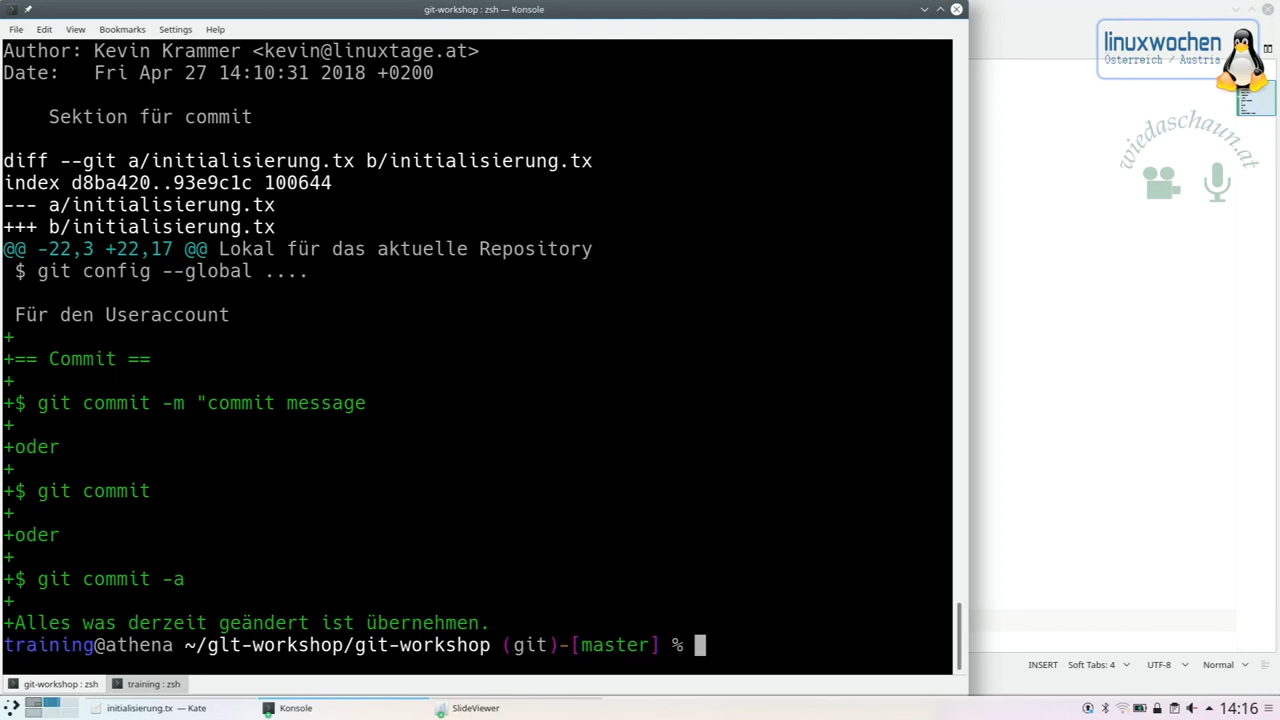 git-workshop : zsh — Konsole
File Edit View Bookmarks Settings Help
Author: Kevin Krammer <kevin@linuxtage.at>
Date:   Fri Apr 27 14:10:31 2018 +0200
Sektion für commit
diff --git a/initialisierung.tx b/initialisierung.tx
index d8ba420..93e9c1c 100644
--- a/initialisierung.tx
+++ b/initialisierung.tx
@@ -22,3 +22,17 @@ Lokal für das aktuelle Repository
$ git config --global ....
Für den Useraccount
+
+== Commit ==
+
+$ git commit -m "commit message
+
+oder
+
+$ git commit
+
+oder
+
+$ git commit -a
+
+Alles was derzeit geändert ist übernehmen.
training@athena ~/glt-workshop/git-workshop (git)-[master] %
git-workshop : zsh training : zsh
linuxwochen
Österreich / Austria
wiedaschaun.at
INSERT Soft Tabs: 4 UTF-8 Normal
initialisierung.tx — Kate Konsole SlideViewer 14:16